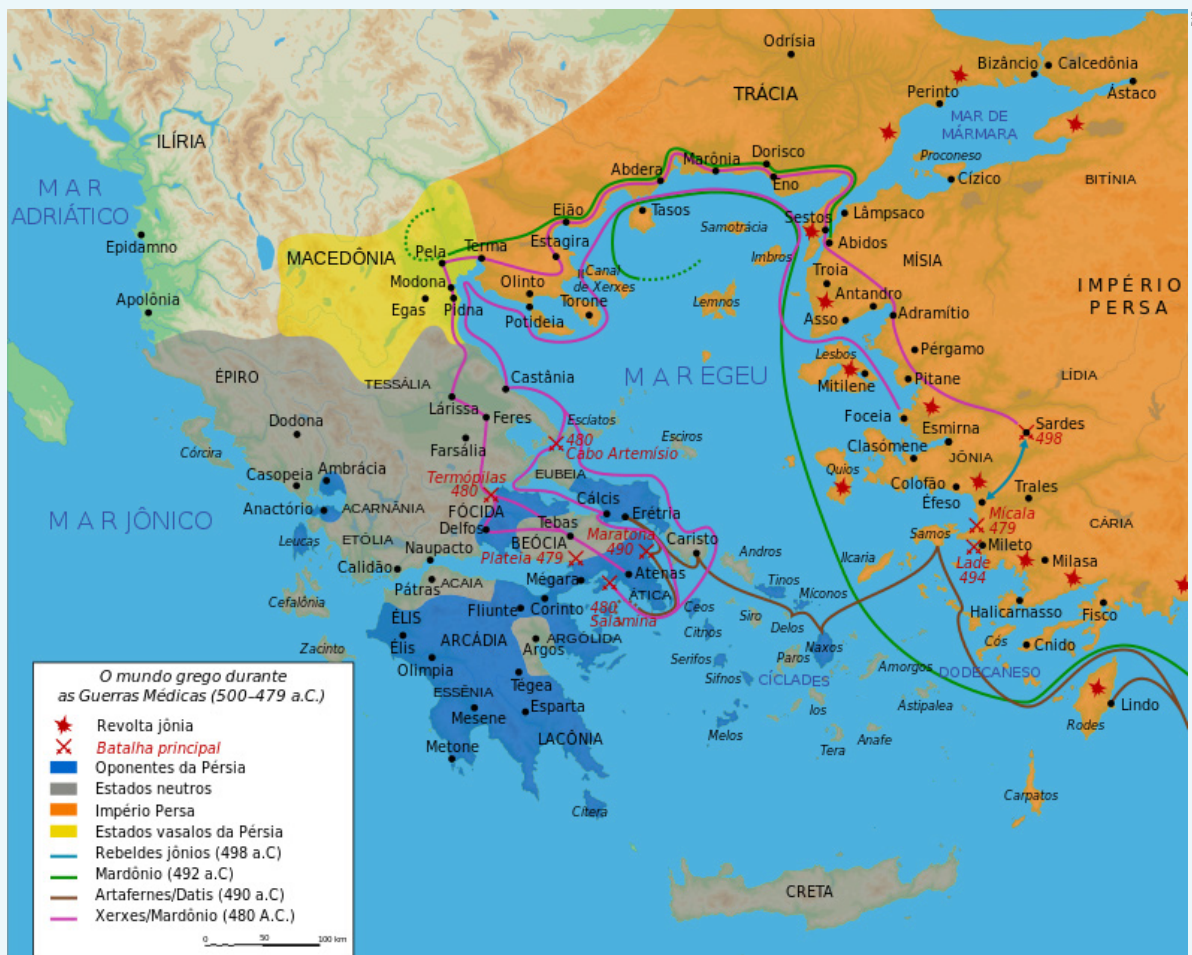 Odrísia
Bizâncio
Calcedônia
TRÁCIA
Perinto
Ástaco
MAR DE
MÁRMARA
ILÍRIA
Dorisco
Marônia
Proconeso
Abdera
Eno
Cízico
BITÍNIA
MAR
ADRIÁTICO
Epidamno
Eião
Tasos
Samotrácia
Sestos
Lâmpsaco
Abidos
MACEDÔNIA
Pela
Terma
Estagira
Imbros
MÍSIA
Modona
Olinto
Canal
de Xerxes
Troia
IMPÉRIO
PERSA
Apolônia
Egas
Pidna
Potideia
Torone
Lemnos
Antandro
Asso
Adramítio
ÉPIRO
TESSÁLIA
Castânia
MAR EGEU
Lesbos
Mitilene
Pérgamo
Pitane
LÍDIA
Lárissa
Feres
Dodona
Córcira
Farsália
Escíatos
480
Cabo Artemísio
Esciros
Foceia
Esmirna
Clasómene
Sardes
498
JÔNIA
Casopeia
Ambrácia
Termópilas
480
EUBEIA
Quios
Colofão
Éfeso
Trales
MAR JÔNICO
Anactório
ACARNÂNIA
FÓCIDA
Delfos
Cálcis
Erétria
Mícala
479
CÁRIA
Leucas
ETÓLIA
Naupacto
BEÓCIA
Tebas
Maratona
490
Caristo
Samos
Mileto
Lade
494
Milasa
Calidão
Plateia 479
Andros
Icaria
Pátras
ACAIA
Mégara
Atenas
ÁTICA
Tinos
Míconos
Cefalônia
Fliunte
Corinto
480
Salamina
Ceos
Halicarnasso
Fisco
ÉLIS
Élis
ARCÁDIA
ARGÓLIDA
Argos
Citnos
Siro
Delos
Naxos
Cós
Cnido
Zacinto
Olímpia
Serifos
Paros
Amorgos
DODECANESO
Tegea
Sifnos
CÍCLADES
ESSÊNIA
Mesene
Esparta
Ios
Astipalea
Rodes
Lindo
Metone
LACÔNIA
Melos
Tera
Anafe
Citera
Carpatos
CRETA
O mundo grego durante
as Guerras Médicas (500–479 a.C.)
Revolta jônia
Batalha principal
Oponentes da Pérsia
Estados neutros
Império Persa
Estados vasalos da Pérsia
Rebeldes jônios (498 a.C)
Mardônio (492 a.C)
Artafernes/Datis (490 a.C)
Xerxes/Mardônio (480 A.C.)
0 50 100 km